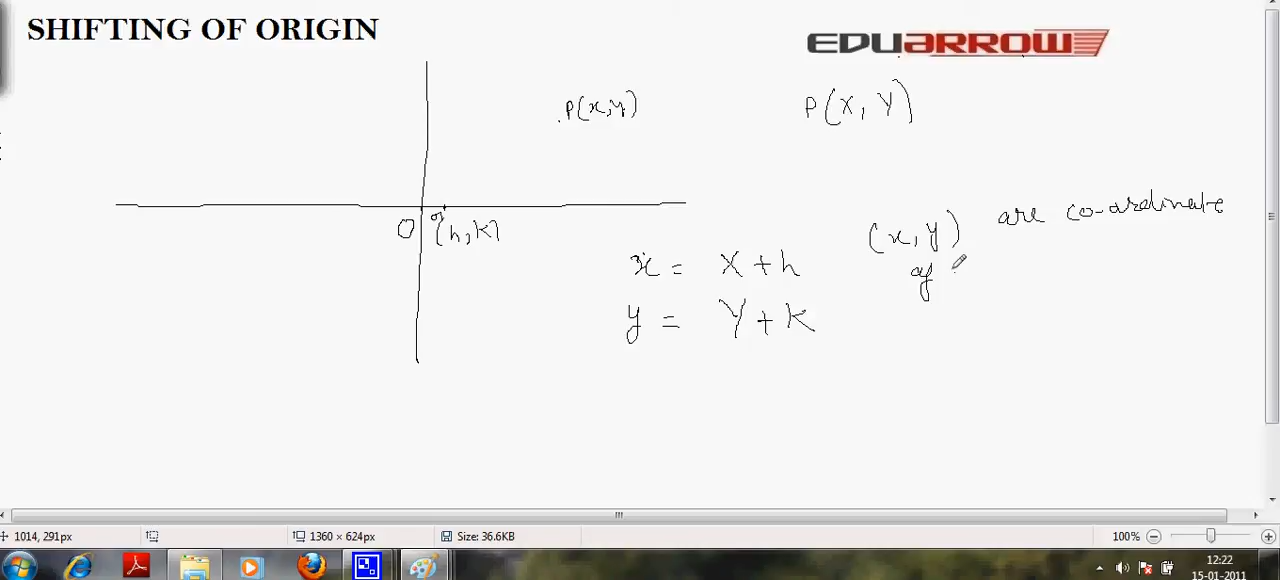 SHIFTING OF ORIGIN
EDUARROW
P(x,y)
P(X, Y)
O
(h,k)
(x,y) are co-ordinate
of
x = X+h
y = Y+k
1014, 291px
1360 × 624px
Size: 36.6KB
100%
12:22
15-01-2011